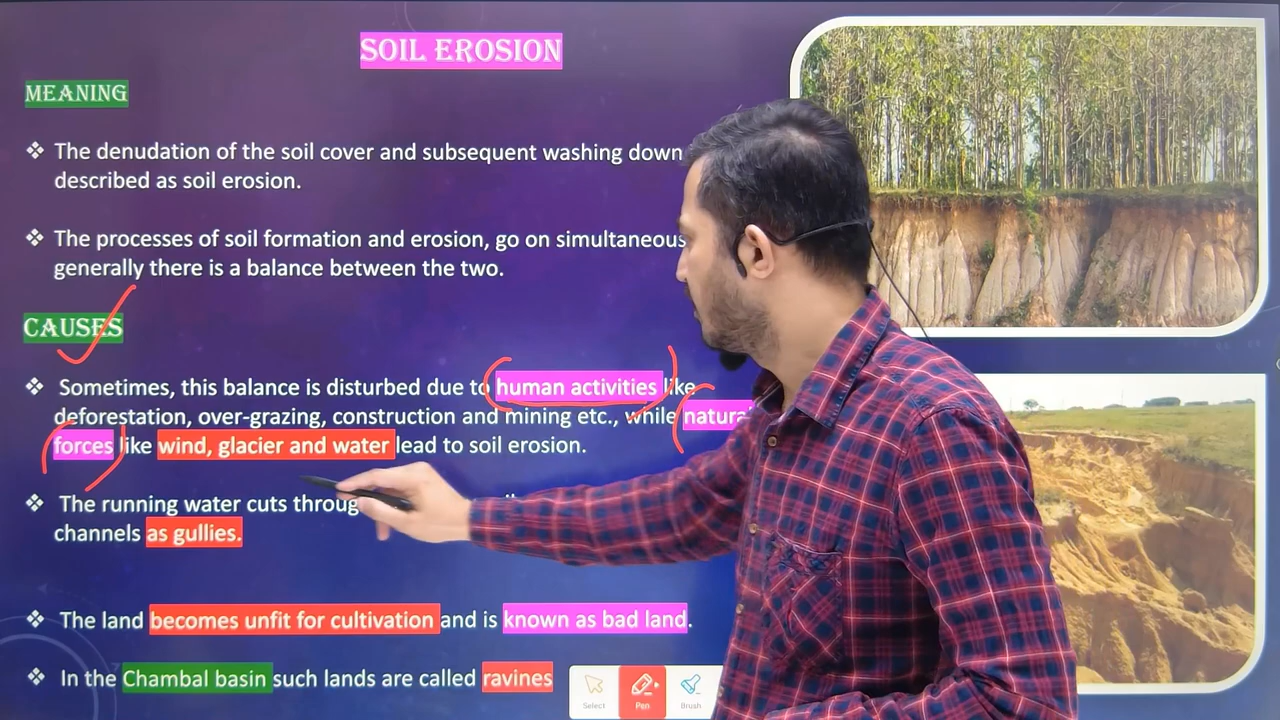 SOIL EROSION
MEANING
❖ The denudation of the soil cover and subsequent washing down
described as soil erosion.
❖ The processes of soil formation and erosion, go on simultaneous
generally there is a balance between the two.
CAUSES
❖ Sometimes, this balance is disturbed due to human activities like
deforestation, over-grazing, construction and mining etc., while natural
forces like wind, glacier and water lead to soil erosion.
❖ The running water cuts throug
channels as gullies.
❖ The land becomes unfit for cultivation and is known as bad land.
❖ In the Chambal basin such lands are called ravines
Select Pen Brush